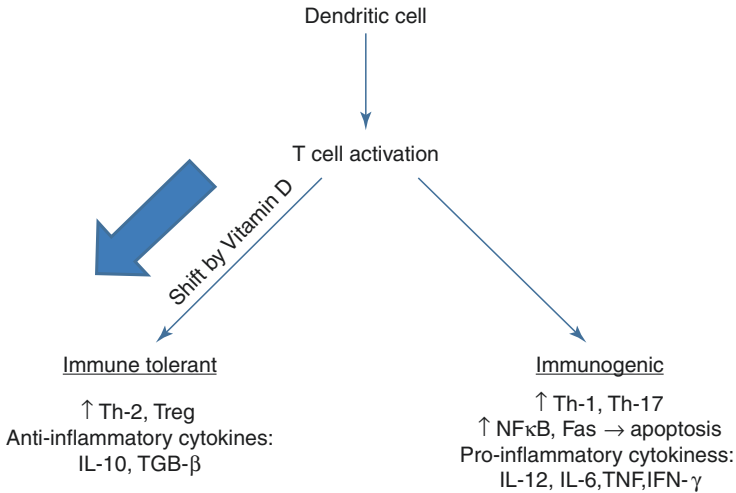 Dendritic cell
T cell activation
Shift by Vitamin D
Immune tolerant
↑ Th-2, Treg
Anti-inflammatory cytokines:
IL-10, TGB-β
Immunogenic
↑ Th-1, Th-17
↑ NFκB, Fas → apoptosis
Pro-inflammatory cytokiness:
IL-12, IL-6,TNF,IFN-γ